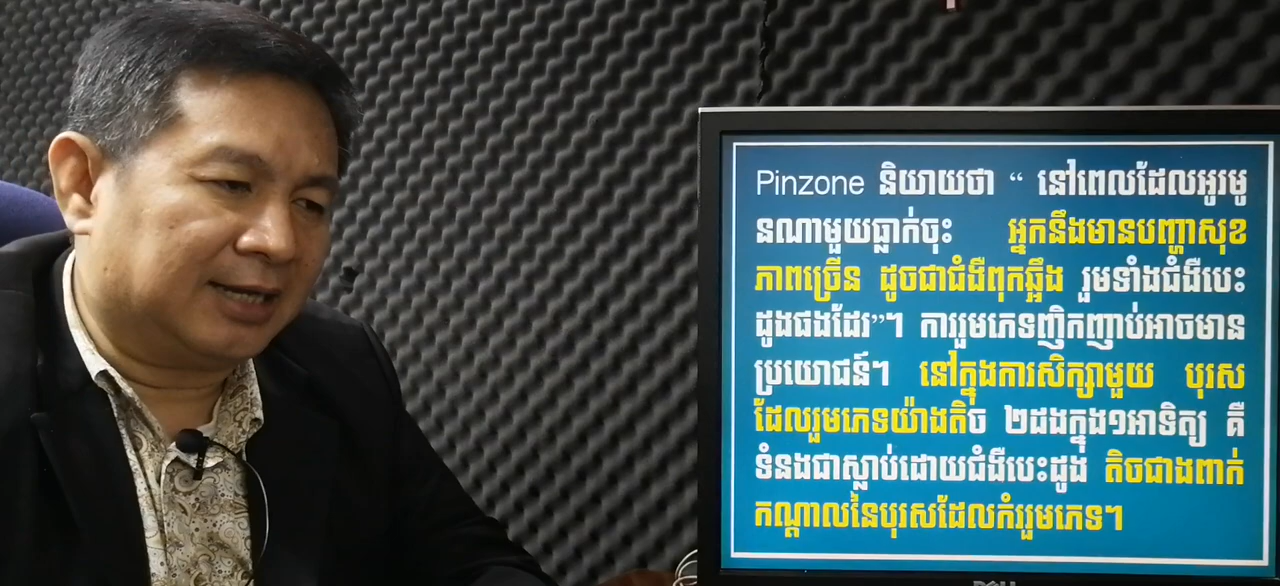 Pinzone និយាយថា “ នៅពេលដែលអូរមូ
នណាមួយធ្លាក់ចុះ អ្នកនឹងមានបញ្ហាសុខ
ភាពច្រើន ដូចជាជំងឺពុកឆ្អឹង រួមទាំងជំងឺបេះ
ដូងផងដែរ”។ ការរួមភេទញឹកញាប់អាចមាន
ប្រយោជន៍។ នៅក្នុងការសិក្សាមួយ បុរស
ដែលរួមភេទយ៉ាងតិច ២ដងក្នុង១អាទិត្យ គឺ
ទំនងជាស្លាប់ដោយជំងឺបេះដូង តិចជាងពាក់
កណ្តាលនៃបុរសដែលកំររួមភេទ។